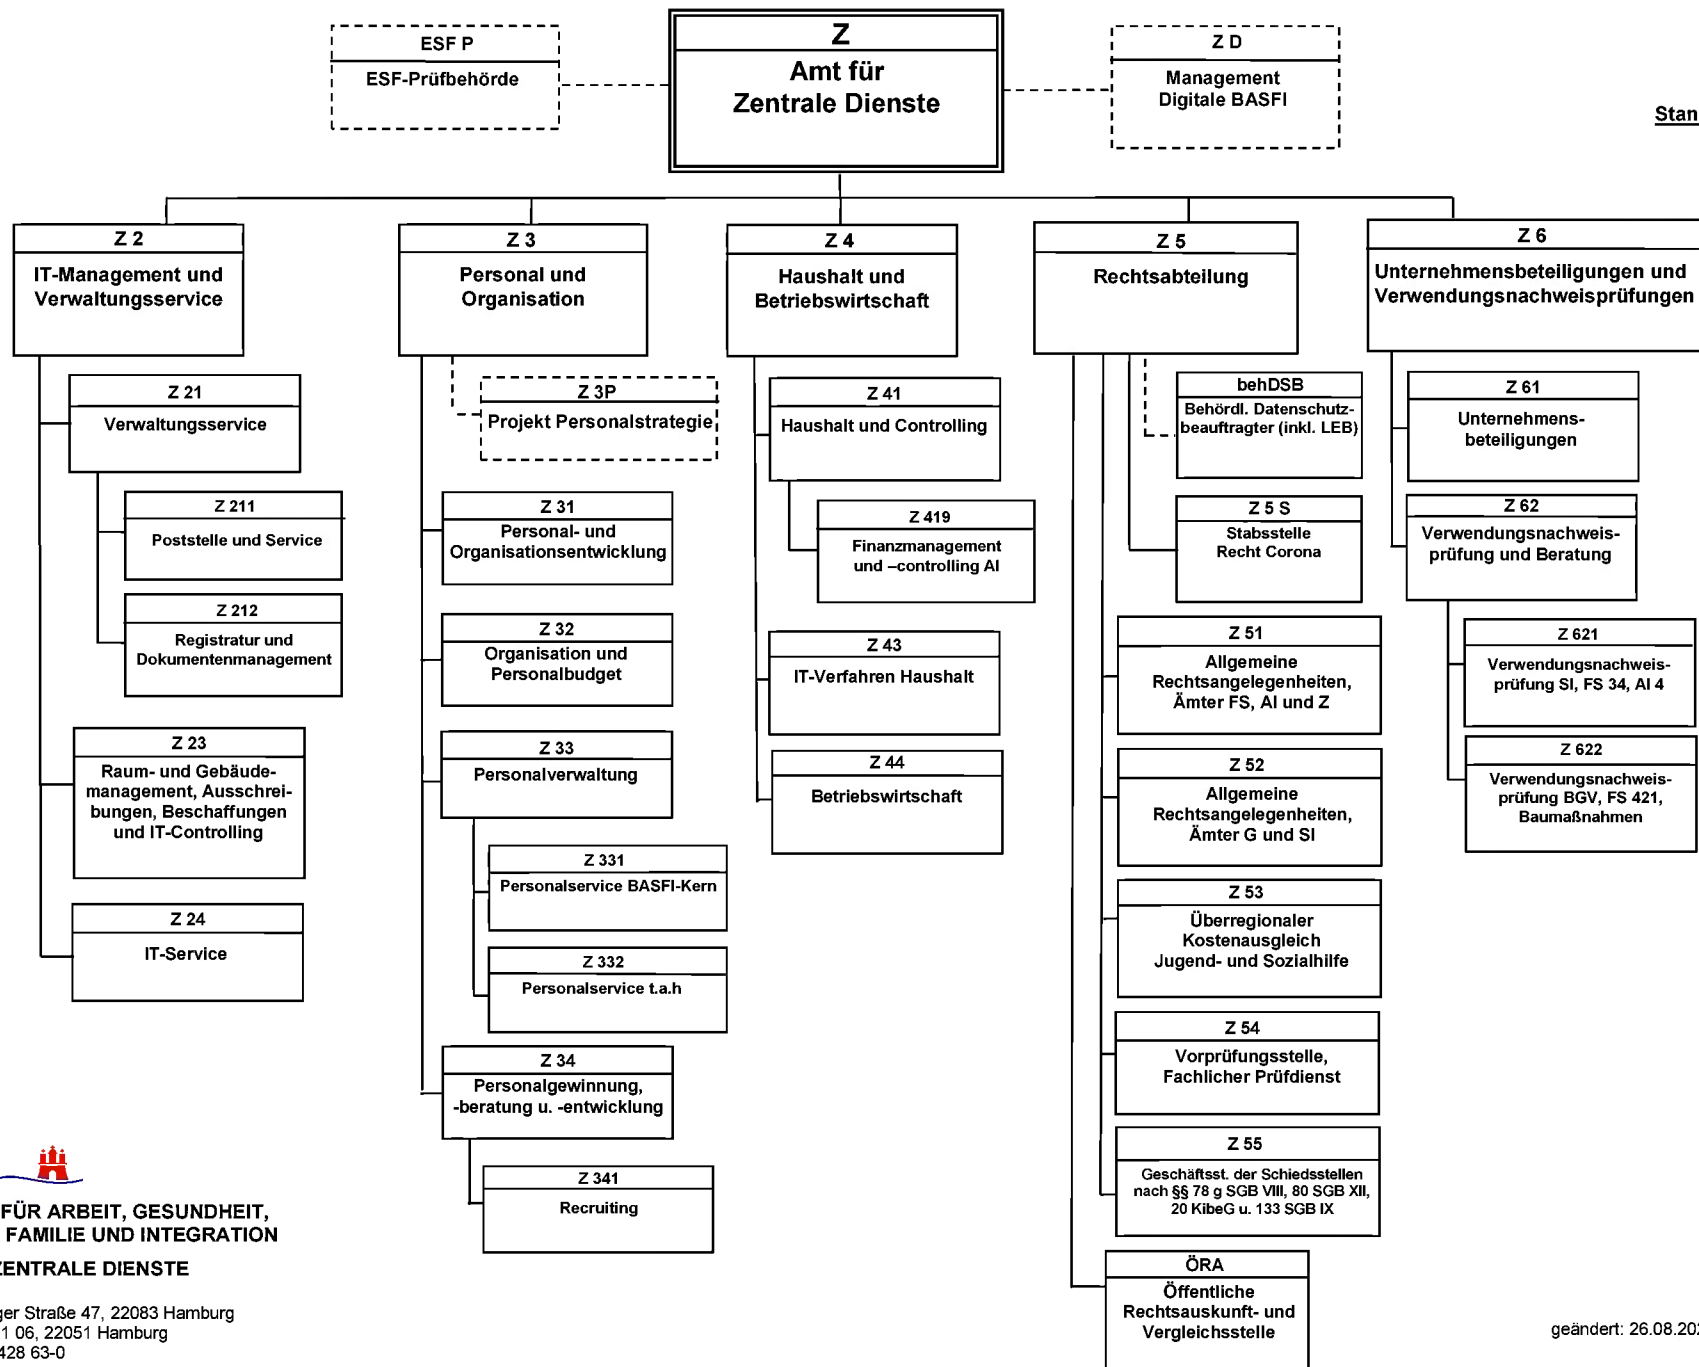 ESF P
ESF-Prüfbehörde
Z
Amt für
Zentrale Dienste
Z D
Management
Digitale BASFI
Z 2
IT-Management und
Verwaltungsservice
Z 21
Verwaltungsservice
Z 211
Poststelle und Service
Z 212
Registratur und
Dokumentenmanagement
Z 23
Raum- und Gebäude-
management, Ausschrei-
bungen, Beschaffungen
und IT-Controlling
Z 24
IT-Service
Z 3
Personal und
Organisation
Z 3P
Projekt Personalstrategie
Z 31
Personal- und
Organisationsentwicklung
Z 32
Organisation und
Personalbudget
Z 33
Personalverwaltung
Z 331
Personalservice BASFI-Kern
Z 332
Personalservice t.a.h
Z 34
Personalgewinnung,
-beratung u. -entwicklung
Z 341
Recruiting
Z 4
Haushalt und
Betriebswirtschaft
Z 41
Haushalt und Controlling
Z 419
Finanzmanagement
und –controlling AI
Z 43
IT-Verfahren Haushalt
Z 44
Betriebswirtschaft
Z 5
Rechtsabteilung
behDSB
Behördl. Datenschutz-
beauftragter (inkl. LEB)
Z 5 S
Stabsstelle
Recht Corona
Z 51
Allgemeine
Rechtsangelegenheiten,
Ämter FS, AI und Z
Z 52
Allgemeine
Rechtsangelegenheiten,
Ämter G und SI
Z 53
Überregionaler
Kostenausgleich
Jugend- und Sozialhilfe
Z 54
Vorprüfungsstelle,
Fachlicher Prüfdienst
Z 55
Geschäftsst. der Schiedsstellen
nach §§ 78 g SGB VIII, 80 SGB XII,
20 KibeG u. 133 SGB IX
ÖRA
Öffentliche
Rechtsauskunft- und
Vergleichsstelle
Z 6
Unternehmensbeteiligungen und
Verwendungsnachweisprüfungen
Z 61
Unternehmens-
beteiligungen
Z 62
Verwendungsnachweis-
prüfung und Beratung
Z 621
Verwendungsnachweis-
prüfung SI, FS 34, AI 4
Z 622
Verwendungsnachweis-
prüfung BGV, FS 421,
Baumaßnahmen
FÜR ARBEIT, GESUNDHEIT,
FAMILIE UND INTEGRATION
ZENTRALE DIENSTE
Straße 47, 22083 Hamburg
06, 22051 Hamburg
428 63-0
geändert: 26.08.202